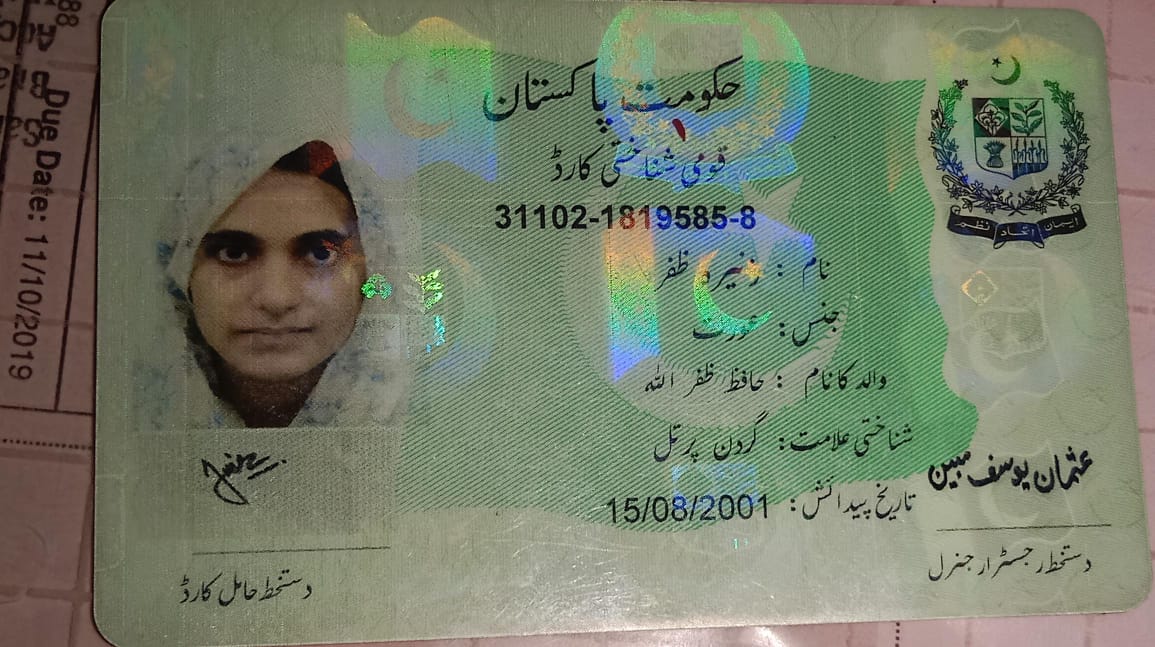 حکومت پاکستان
قومی شناختی کارڈ
31102-1819585-8
نام : زنیرہ ظفر
جنس: عورت
والد کا نام : حافظ ظفر اللہ
شناختی علامت: گردن پر تل
تاریخ پیدائش: 15/08/2001
ایمان اتحاد نظم
عثمان یوسف مبین
دستخط رجسٹرار جنرل
دستخط حامل کارڈ
Due Date: 11/10/2019
88